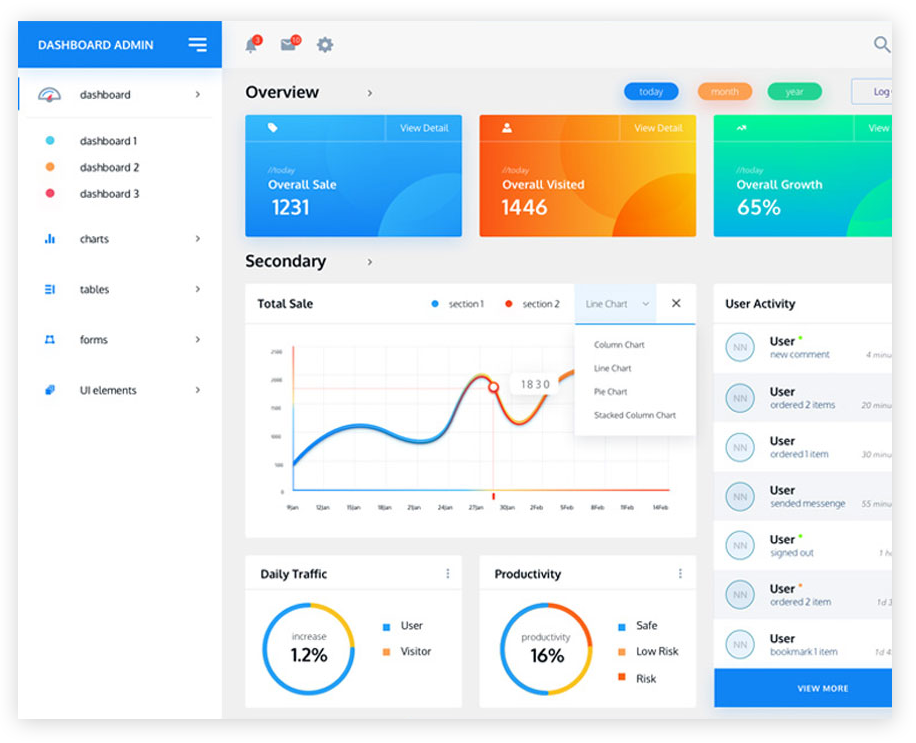 DASHBOARD ADMIN
3
10
dashboard
dashboard 1
dashboard 2
dashboard 3
charts
tables
forms
UI elements
Overview
today
month
year
Log
View Detail
//today
Overall Sale
1231
View Detail
//today
Overall Visited
1446
View
//today
Overall Growth
65%
Secondary
Total Sale
section 1
section 2
Line Chart
Column Chart
Line Chart
Pie Chart
Stacked Column Chart
2500
2000
1500
1000
500
0
1830
9Jan 12Jan 15Jan 18Jan 21Jan 24Jan 27Jan 30Jan 2Feb 5Feb 8Feb 11Feb 14Feb
User Activity
NN
User
new comment
4 minu
NN
User
ordered 2 items
20 minu
NN
User
ordered 1 item
30 minu
NN
User
sended messenge
55 minu
NN
User
signed out
1 h
NN
User
ordered 2 item
1d 3
NN
User
bookmark 1 item
1d 4
VIEW MORE
Daily Traffic
increase
1.2%
User
Visitor
Productivity
productivity
16%
Safe
Low Risk
Risk